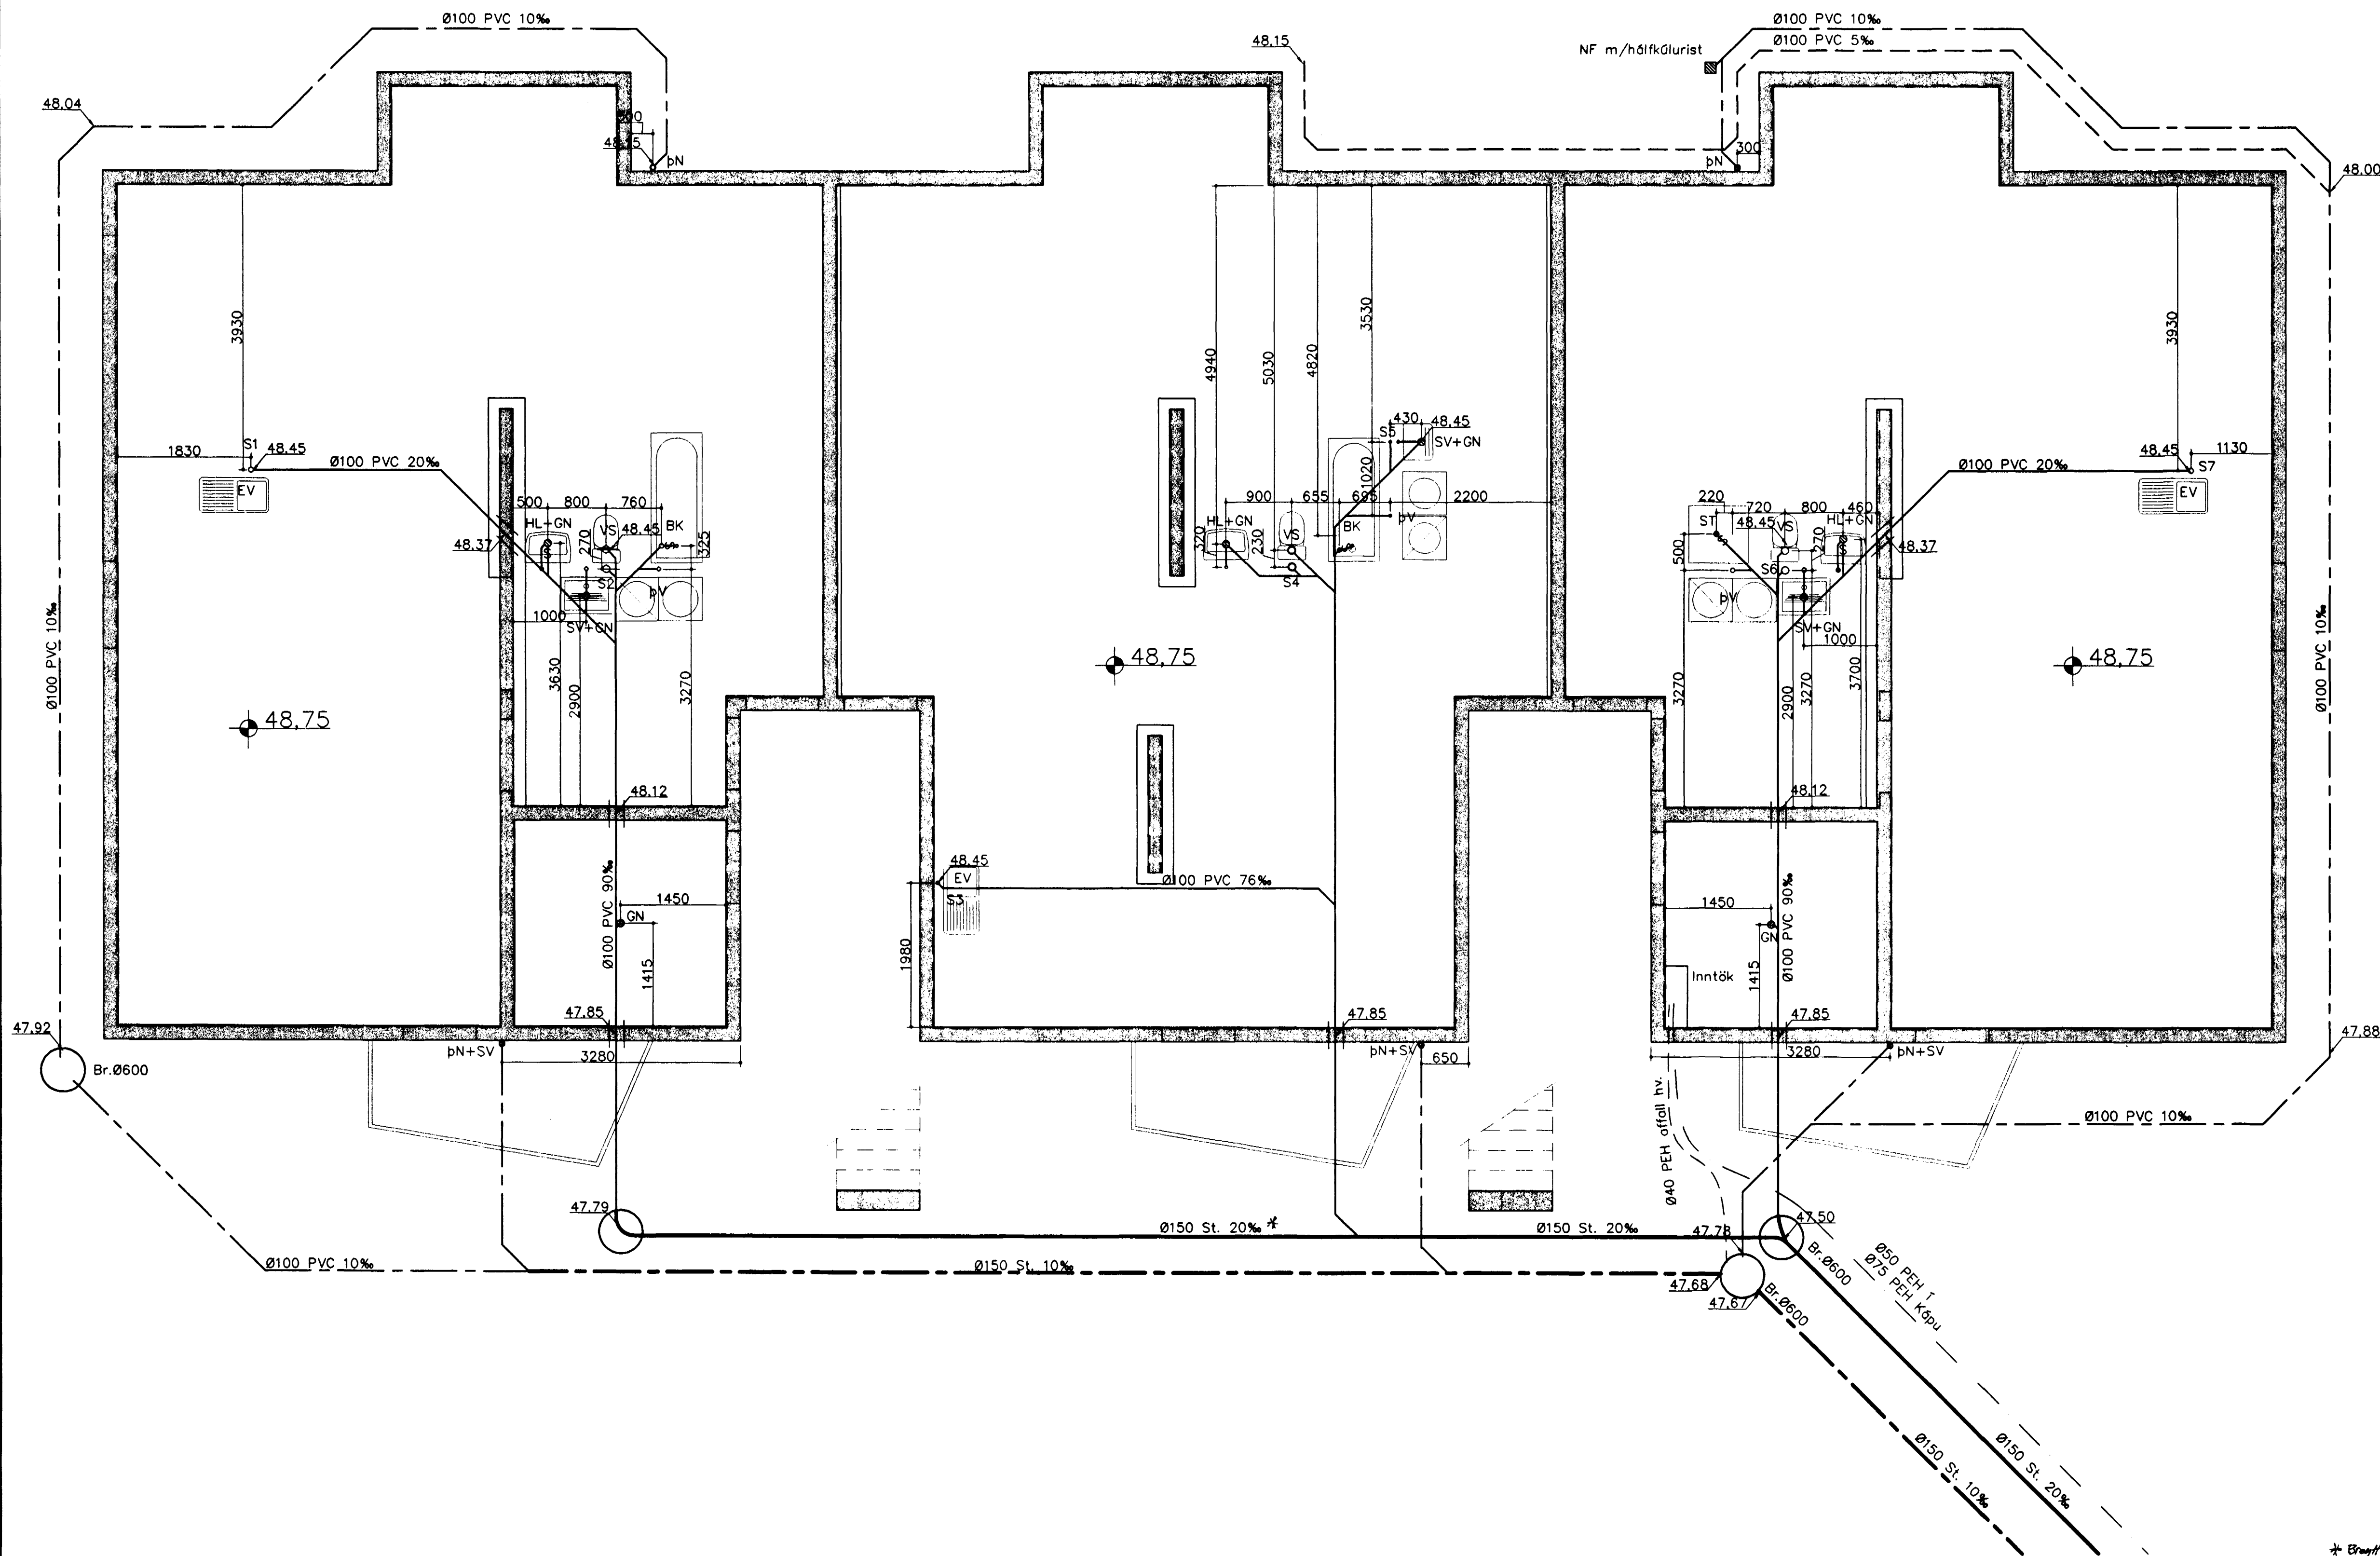 Ø100 PVC 10‰
Ø100 PVC 10‰
48.15
NF m/hálfkúlurist
Ø100 PVC 5‰
48.04
þN
þN
300
48.00
3930
4940
5030
4820
3530
3930
S1
48.45
1830
Ø100 PVC 20‰
EV
430
48.45
S5
SV+GN
1020
48.45
S7
1130
Ø100 PVC 20‰
EV
500
800
760
HL+GN
VS
48.45
BK
325
270
48.37
S2
þV
1000
SV+GN
900
655
695
2200
HL+GN
VS
BK
þV
320
230
S4
220
720
800
460
ST
48.45
VS
HL+GN
500
270
48.37
S6
þV
SV+GN
1000
Ø100 PVC 10‰
Ø100 PVC 10‰
48.75
48.75
48.75
3630
2900
3270
3270
2900
3270
3700
48.12
48.12
Ø100 PVC 90‰
1450
GN
1415
48.45
EV
S3
Ø100 PVC 76‰
1980
1450
GN
Ø100 PVC 90‰
1415
Inntök
47.92
47.85
47.85
47.85
47.88
Br.Ø600
þN+SV
3280
þN+SV
650
3280
þN+SV
Ø40 PEH affall hv.
Ø100 PVC 10‰
47.79
Ø150 St. 20‰ *
Ø150 St. 20‰
47.78
47.50
Br.Ø600
Ø100 PVC 10‰
Ø150 St. 10‰
47.68
47.67
Br.Ø600
Ø50 PEH T
Ø75 PEH Kápu
Ø150 St. 10‰
Ø150 St. 20‰